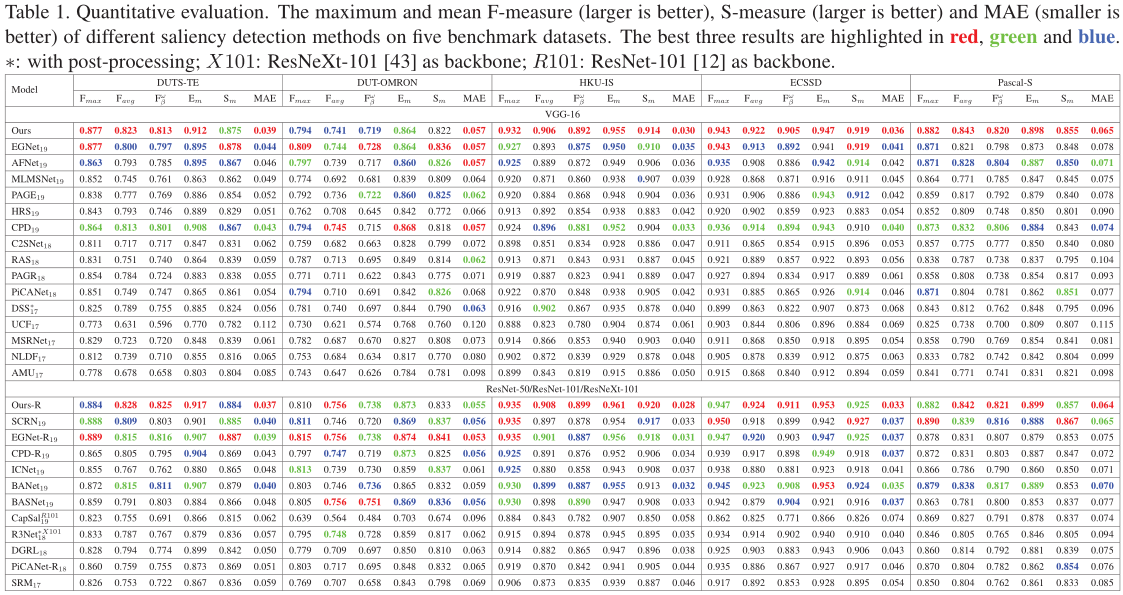 Table 1. Quantitative evaluation. The maximum and mean F-measure (larger is better), S-measure (larger is better) and MAE (smaller is
better) of different saliency detection methods on five benchmark datasets. The best three results are highlighted in red, green and blue.
*: with post-processing; X101: ResNeXt-101 [43] as backbone; R101: ResNet-101 [12] as backbone.
Model DUTS-TE DUT-OMRON HKU-IS ECSSD Pascal-S
Fmax Favg Fωβ Em Sm MAE Fmax Favg Fωβ Em Sm MAE Fmax Favg Fωβ Em Sm MAE Fmax Favg Fωβ Em Sm MAE Fmax Favg Fωβ Em Sm MAE
VGG-16
Ours 0.877 0.823 0.813 0.912 0.875 0.039 0.794 0.741 0.719 0.864 0.822 0.057 0.932 0.906 0.892 0.955 0.914 0.030 0.943 0.922 0.905 0.947 0.919 0.036 0.882 0.843 0.820 0.898 0.855 0.065
EGNet19 0.877 0.800 0.797 0.895 0.878 0.044 0.809 0.744 0.728 0.864 0.836 0.057 0.927 0.893 0.875 0.950 0.910 0.035 0.943 0.913 0.892 0.941 0.919 0.041 0.871 0.821 0.798 0.873 0.848 0.078
AFNet19 0.863 0.793 0.785 0.895 0.867 0.046 0.797 0.739 0.717 0.860 0.826 0.057 0.925 0.889 0.872 0.949 0.906 0.036 0.935 0.908 0.886 0.942 0.914 0.042 0.871 0.828 0.804 0.887 0.850 0.071
MLMSNet19 0.852 0.745 0.761 0.863 0.862 0.049 0.774 0.692 0.681 0.839 0.809 0.064 0.920 0.871 0.860 0.938 0.907 0.039 0.928 0.868 0.871 0.916 0.911 0.045 0.864 0.771 0.785 0.847 0.845 0.075
PAGE19 0.838 0.777 0.769 0.886 0.854 0.052 0.792 0.736 0.722 0.860 0.825 0.062 0.920 0.884 0.868 0.948 0.904 0.036 0.931 0.906 0.886 0.943 0.912 0.042 0.859 0.817 0.792 0.879 0.840 0.078
HRS19 0.843 0.793 0.746 0.889 0.829 0.051 0.762 0.708 0.645 0.842 0.772 0.066 0.913 0.892 0.854 0.938 0.883 0.042 0.920 0.902 0.859 0.923 0.883 0.054 0.852 0.809 0.748 0.850 0.801 0.090
CPD19 0.864 0.813 0.801 0.908 0.867 0.043 0.794 0.745 0.715 0.868 0.818 0.057 0.924 0.896 0.881 0.952 0.904 0.033 0.936 0.914 0.894 0.943 0.910 0.040 0.873 0.832 0.806 0.884 0.843 0.074
C2SNet18 0.811 0.717 0.717 0.847 0.831 0.062 0.759 0.682 0.663 0.828 0.799 0.072 0.898 0.851 0.834 0.928 0.886 0.047 0.911 0.865 0.854 0.915 0.896 0.053 0.857 0.775 0.777 0.850 0.840 0.080
RAS18 0.831 0.751 0.740 0.864 0.839 0.059 0.787 0.713 0.695 0.849 0.814 0.062 0.913 0.871 0.843 0.931 0.887 0.045 0.921 0.889 0.857 0.922 0.893 0.056 0.838 0.787 0.738 0.837 0.795 0.104
PAGR18 0.854 0.784 0.724 0.883 0.838 0.055 0.771 0.711 0.622 0.843 0.775 0.071 0.919 0.887 0.823 0.941 0.889 0.047 0.927 0.894 0.834 0.917 0.889 0.061 0.858 0.808 0.738 0.854 0.817 0.093
PiCANet18 0.851 0.749 0.747 0.865 0.861 0.054 0.794 0.710 0.691 0.842 0.826 0.068 0.922 0.870 0.848 0.938 0.905 0.042 0.931 0.885 0.865 0.926 0.914 0.046 0.871 0.804 0.781 0.862 0.851 0.077
DSS*17 0.825 0.789 0.755 0.885 0.824 0.056 0.781 0.740 0.697 0.844 0.790 0.063 0.916 0.902 0.867 0.935 0.878 0.040 0.899 0.863 0.822 0.907 0.873 0.068 0.843 0.812 0.762 0.848 0.795 0.096
UCF17 0.773 0.631 0.596 0.770 0.782 0.112 0.730 0.621 0.574 0.768 0.760 0.120 0.888 0.823 0.780 0.904 0.874 0.061 0.903 0.844 0.806 0.896 0.884 0.069 0.825 0.738 0.700 0.809 0.807 0.115
MSRNet17 0.829 0.723 0.720 0.848 0.839 0.061 0.782 0.687 0.670 0.827 0.808 0.073 0.914 0.866 0.853 0.940 0.903 0.040 0.911 0.868 0.850 0.918 0.895 0.054 0.858 0.790 0.769 0.854 0.841 0.081
NLDF17 0.812 0.739 0.710 0.855 0.816 0.065 0.753 0.684 0.634 0.817 0.770 0.080 0.902 0.872 0.839 0.929 0.878 0.048 0.905 0.878 0.839 0.912 0.875 0.063 0.833 0.782 0.742 0.842 0.804 0.099
AMU17 0.778 0.678 0.658 0.803 0.804 0.085 0.743 0.647 0.626 0.784 0.781 0.098 0.899 0.843 0.819 0.915 0.886 0.050 0.915 0.868 0.840 0.912 0.894 0.059 0.841 0.771 0.741 0.831 0.821 0.098
ResNet-50/ResNet-101/ResNeXt-101
Ours-R 0.884 0.828 0.825 0.917 0.884 0.037 0.810 0.756 0.738 0.873 0.833 0.055 0.935 0.908 0.899 0.961 0.920 0.028 0.947 0.924 0.911 0.953 0.925 0.033 0.882 0.842 0.821 0.899 0.857 0.064
SCRN19 0.888 0.809 0.803 0.901 0.885 0.040 0.811 0.746 0.720 0.869 0.837 0.056 0.935 0.897 0.878 0.954 0.917 0.033 0.950 0.918 0.899 0.942 0.927 0.037 0.890 0.839 0.816 0.888 0.867 0.065
EGNet-R19 0.889 0.815 0.816 0.907 0.887 0.039 0.815 0.756 0.738 0.874 0.841 0.053 0.935 0.901 0.887 0.956 0.918 0.031 0.947 0.920 0.903 0.947 0.925 0.037 0.878 0.831 0.807 0.879 0.853 0.075
CPD-R19 0.865 0.805 0.795 0.904 0.869 0.043 0.797 0.747 0.719 0.873 0.825 0.056 0.925 0.891 0.876 0.952 0.906 0.034 0.939 0.917 0.898 0.949 0.918 0.037 0.872 0.831 0.803 0.887 0.847 0.072
ICNet19 0.855 0.767 0.762 0.880 0.865 0.048 0.813 0.739 0.730 0.859 0.837 0.061 0.925 0.880 0.858 0.943 0.908 0.037 0.938 0.880 0.881 0.923 0.918 0.041 0.866 0.786 0.790 0.860 0.850 0.071
BANet19 0.872 0.815 0.811 0.907 0.879 0.040 0.803 0.746 0.736 0.865 0.832 0.059 0.930 0.899 0.887 0.955 0.913 0.032 0.945 0.923 0.908 0.953 0.924 0.035 0.879 0.838 0.817 0.889 0.853 0.070
BASNet19 0.859 0.791 0.803 0.884 0.866 0.048 0.805 0.756 0.751 0.869 0.836 0.056 0.930 0.898 0.890 0.947 0.908 0.033 0.942 0.879 0.904 0.921 0.916 0.037 0.863 0.781 0.800 0.853 0.837 0.077
CapSalR10119 0.823 0.755 0.691 0.866 0.815 0.062 0.639 0.564 0.484 0.703 0.674 0.096 0.884 0.843 0.782 0.907 0.850 0.058 0.862 0.825 0.771 0.866 0.826 0.074 0.869 0.827 0.791 0.878 0.837 0.074
R3NetX10118 0.833 0.787 0.767 0.879 0.836 0.057 0.795 0.748 0.728 0.859 0.817 0.062 0.915 0.894 0.878 0.945 0.895 0.035 0.934 0.914 0.902 0.940 0.910 0.040 0.846 0.805 0.765 0.846 0.805 0.094
DGRL18 0.828 0.794 0.774 0.899 0.842 0.050 0.779 0.709 0.697 0.850 0.810 0.063 0.914 0.882 0.865 0.947 0.896 0.038 0.925 0.903 0.883 0.943 0.906 0.043 0.860 0.814 0.792 0.881 0.839 0.075
PiCANet-R18 0.860 0.759 0.755 0.873 0.869 0.051 0.803 0.717 0.695 0.848 0.832 0.065 0.919 0.870 0.842 0.941 0.905 0.044 0.935 0.886 0.867 0.927 0.917 0.046 0.870 0.804 0.782 0.862 0.854 0.076
SRM17 0.826 0.753 0.722 0.867 0.836 0.059 0.769 0.707 0.658 0.843 0.798 0.069 0.906 0.873 0.835 0.939 0.887 0.046 0.917 0.892 0.853 0.928 0.895 0.054 0.850 0.804 0.762 0.861 0.833 0.085